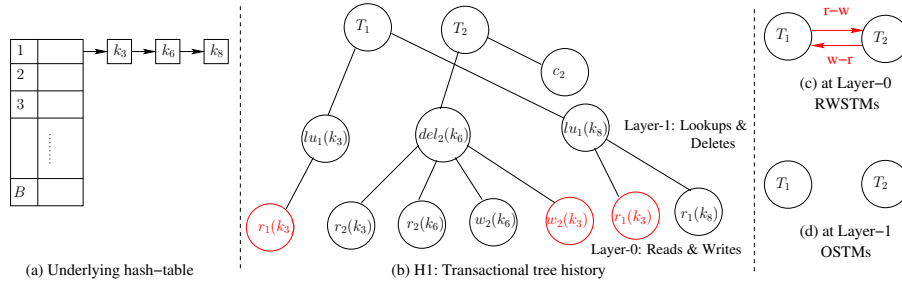 1
2
3
B
k3
k6
k8
(a) Underlying hash−table
T1
T2
c2
lu1(k3)
del2(k6)
lu1(k8)
Layer−1: Lookups &
Deletes
r1(k3
r2(k3)
r2(k6)
w2(k6)
w2(k3)
r1(k3)
r1(k8)
Layer−0: Reads & Writes
(b) H1: Transactional tree history
r−w
T1
T2
w−r
(c) at Layer−0
RWSTMs
T1
T2
(d) at Layer−1
OSTMs